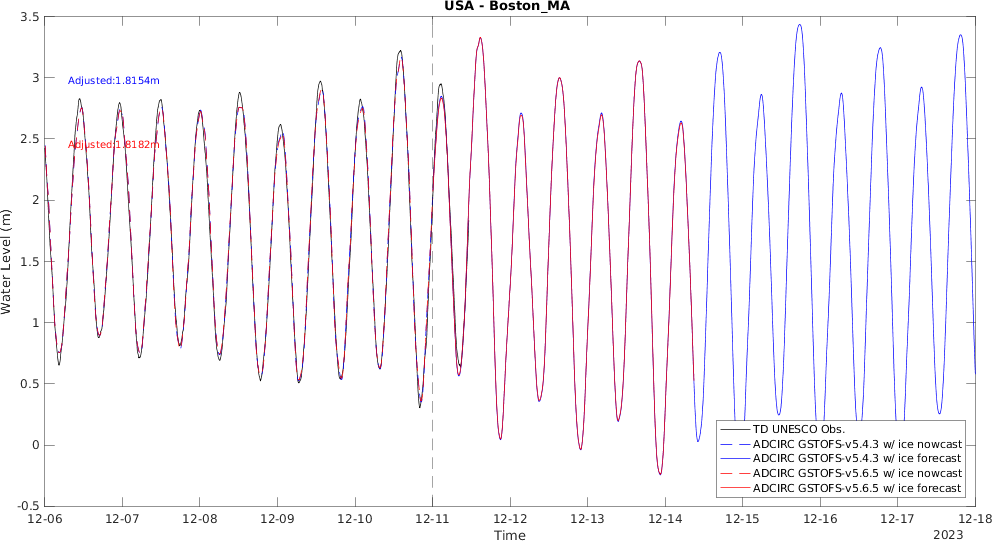 USA - Boston_MA
3.5
3
2.5
2
1.5
1
0.5
0
-0.5
Water Level (m)
Adjusted:1.8154m
Adjusted:1.8182m
TD UNESCO Obs.
ADCIRC GSTOFS-v5.4.3 w/ ice nowcast
ADCIRC GSTOFS-v5.4.3 w/ ice forecast
ADCIRC GSTOFS-v5.6.5 w/ ice nowcast
ADCIRC GSTOFS-v5.6.5 w/ ice forecast
12-06 12-07 12-08 12-09 12-10 12-11 12-12 12-13 12-14 12-15 12-16 12-17 12-18
Time
2023